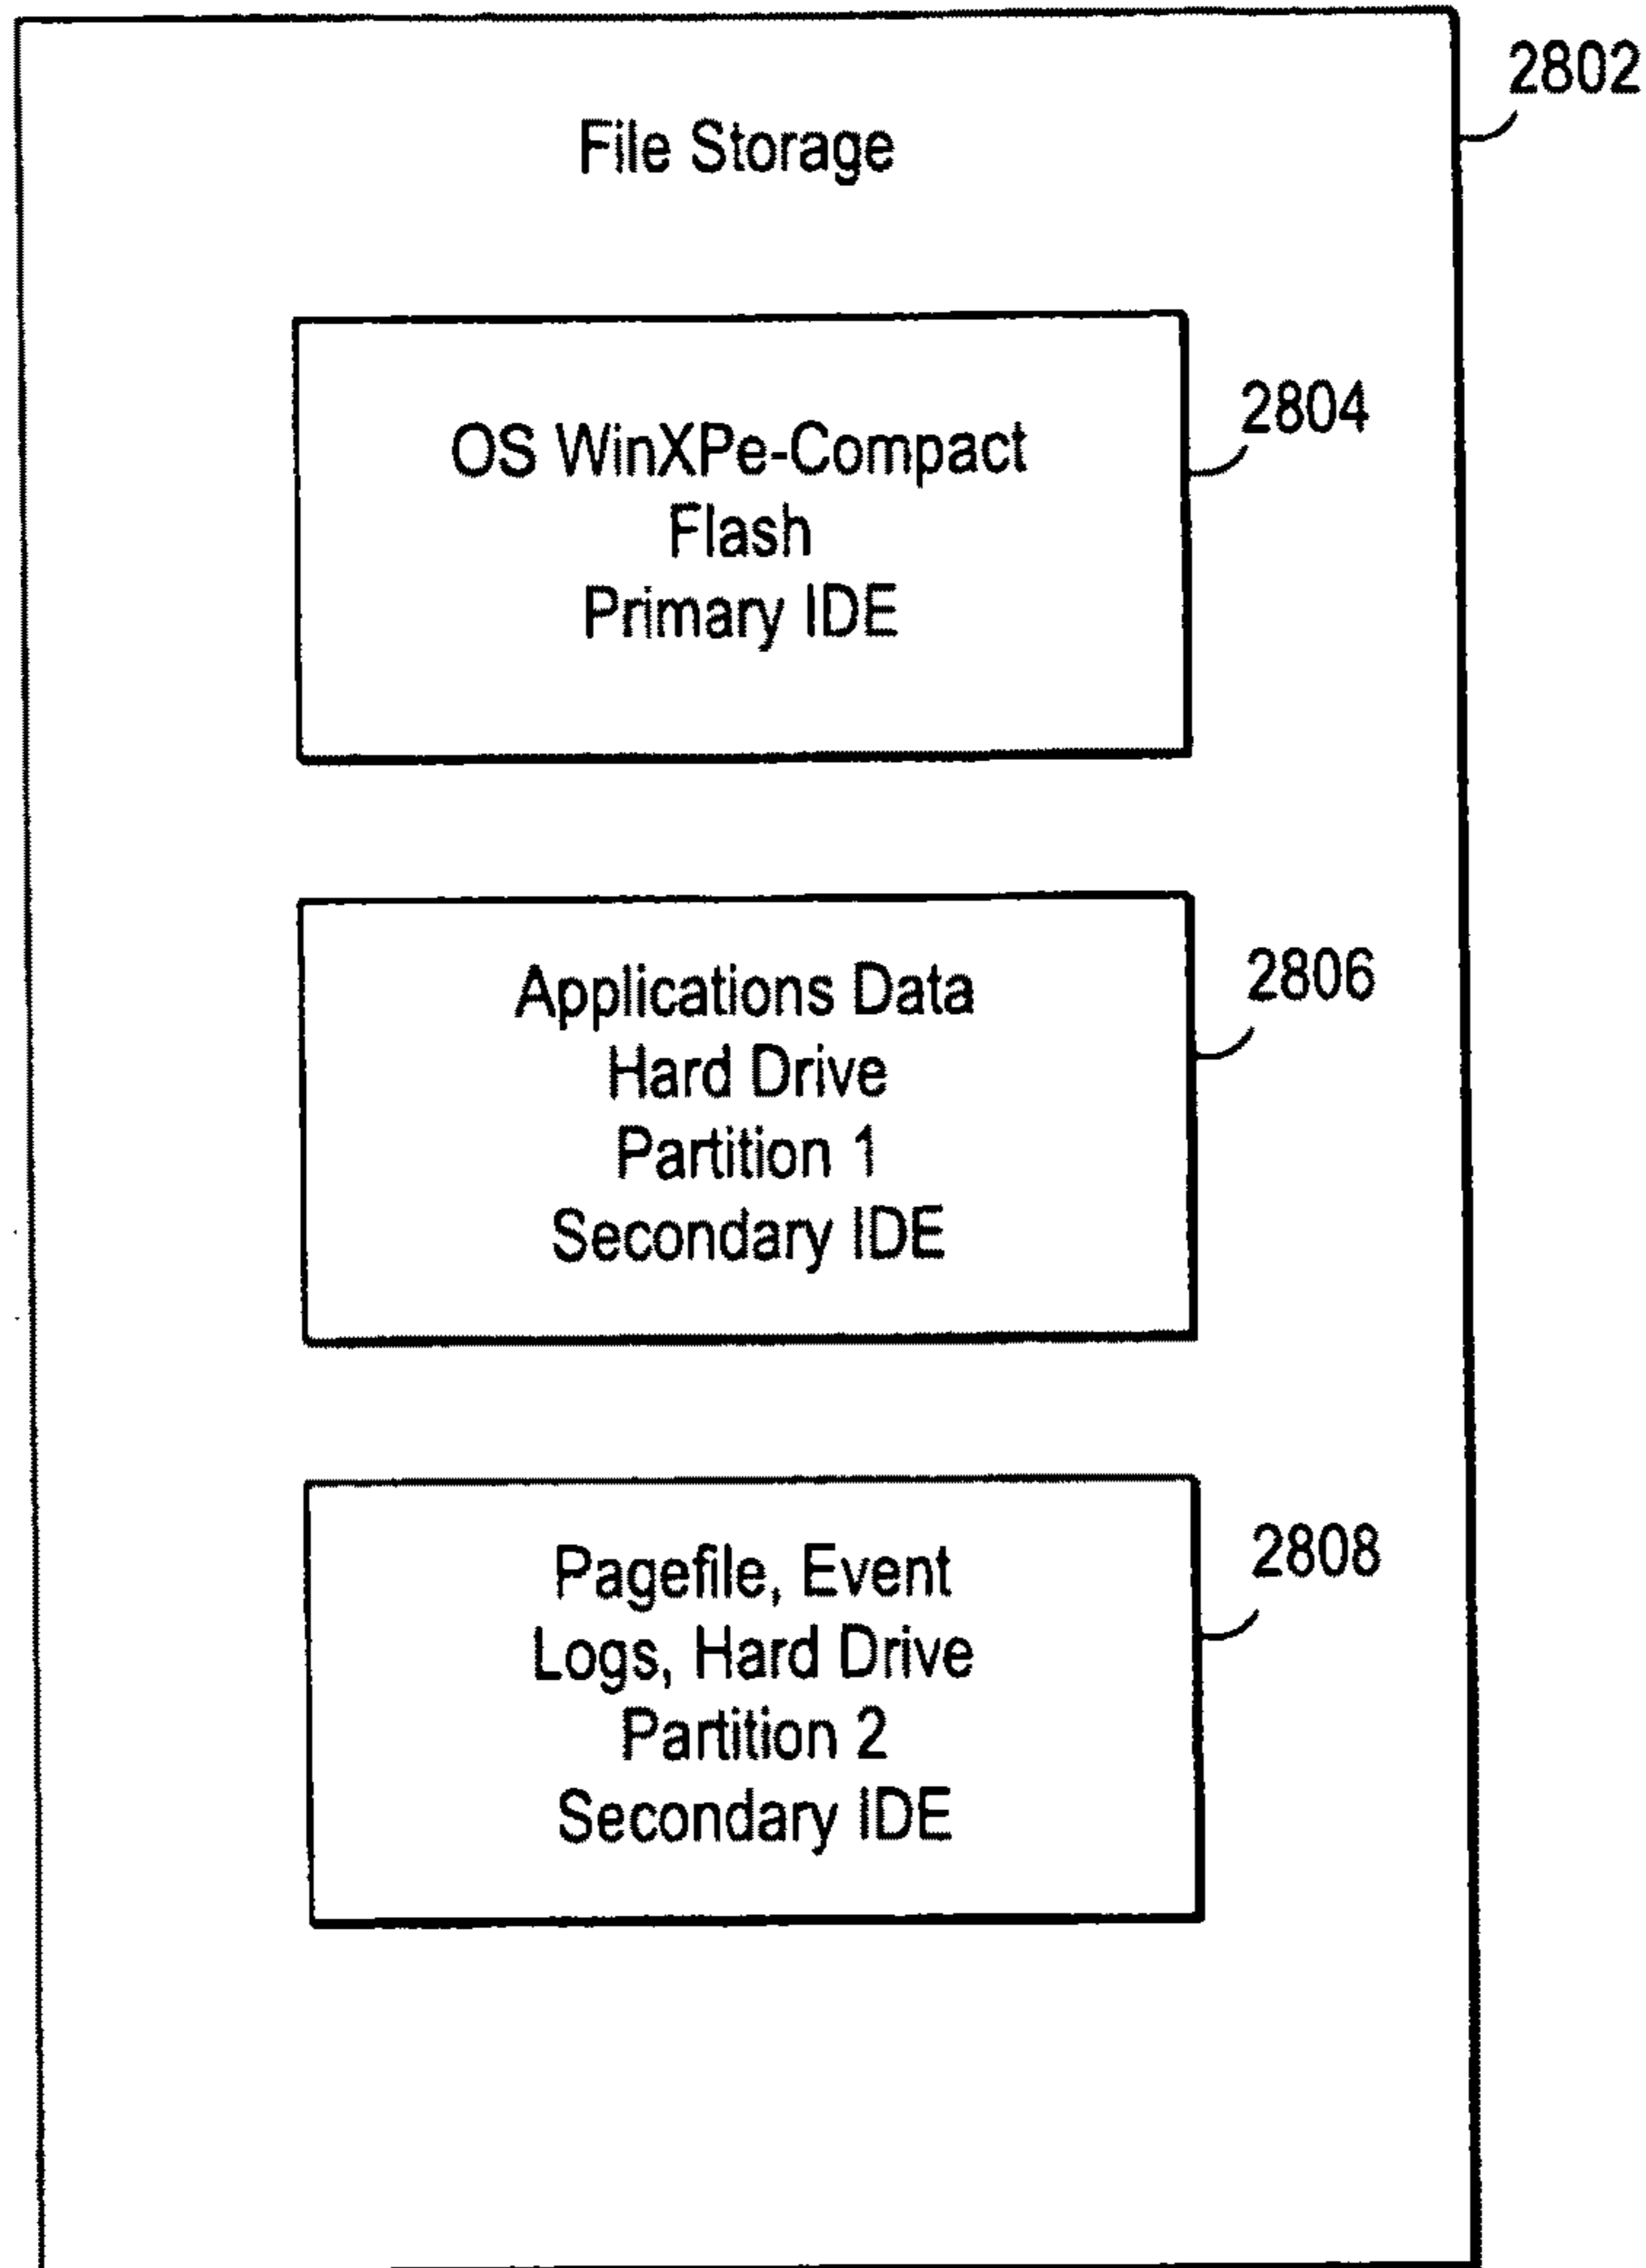 2802
File Storage
2804
OS WinXPe-Compact
Flash
Primary IDE
2806
Applications Data
Hard Drive
Partition 1
Secondary IDE
2808
Pagefile, Event
Logs, Hard Drive
Partition 2
Secondary IDE